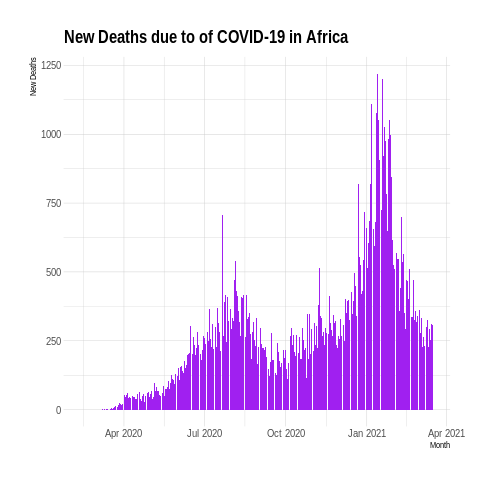 New Deaths due to of COVID-19 in Africa
New Deaths
1250
1000
750
500
250
0
Apr 2020
Jul 2020
Oct 2020
Jan 2021
Apr 2021
Month